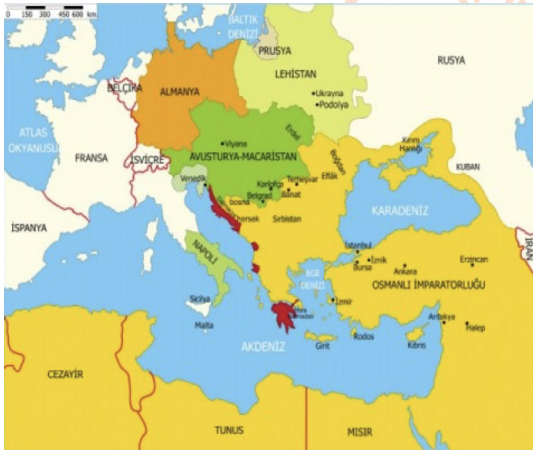 0 150 300 450 600 km.
BALTIK
DENİZİ
PRUSYA
LEHİSTAN
RUSYA
BELÇİKA
ALMANYA
Ukrayna
Podolya
ATLAS
OKYANUSU
FRANSA
İSVİÇRE
Viyana
Erdel
AVUSTURYA-MACARİSTAN
Boğdan
Kırım
Hanlığı
KUBAN
Venedik
Karlofça
Temeşvar
Eflâk
Belgrad
Banat
bosna
hersek
Sırbistan
KARADENİZ
İSPANYA
NAPOLİ
İstanbul
İznik
Bursa
Ankara
Erzincan
İRAN
EGE
DENİZİ
OSMANLI İMPARATORLUĞU
İzmir
Sicilya
Malta
Antakya
Halep
AKDENİZ
Girit
Rodos
Kıbrıs
CEZAYİR
TUNUS
MISIR